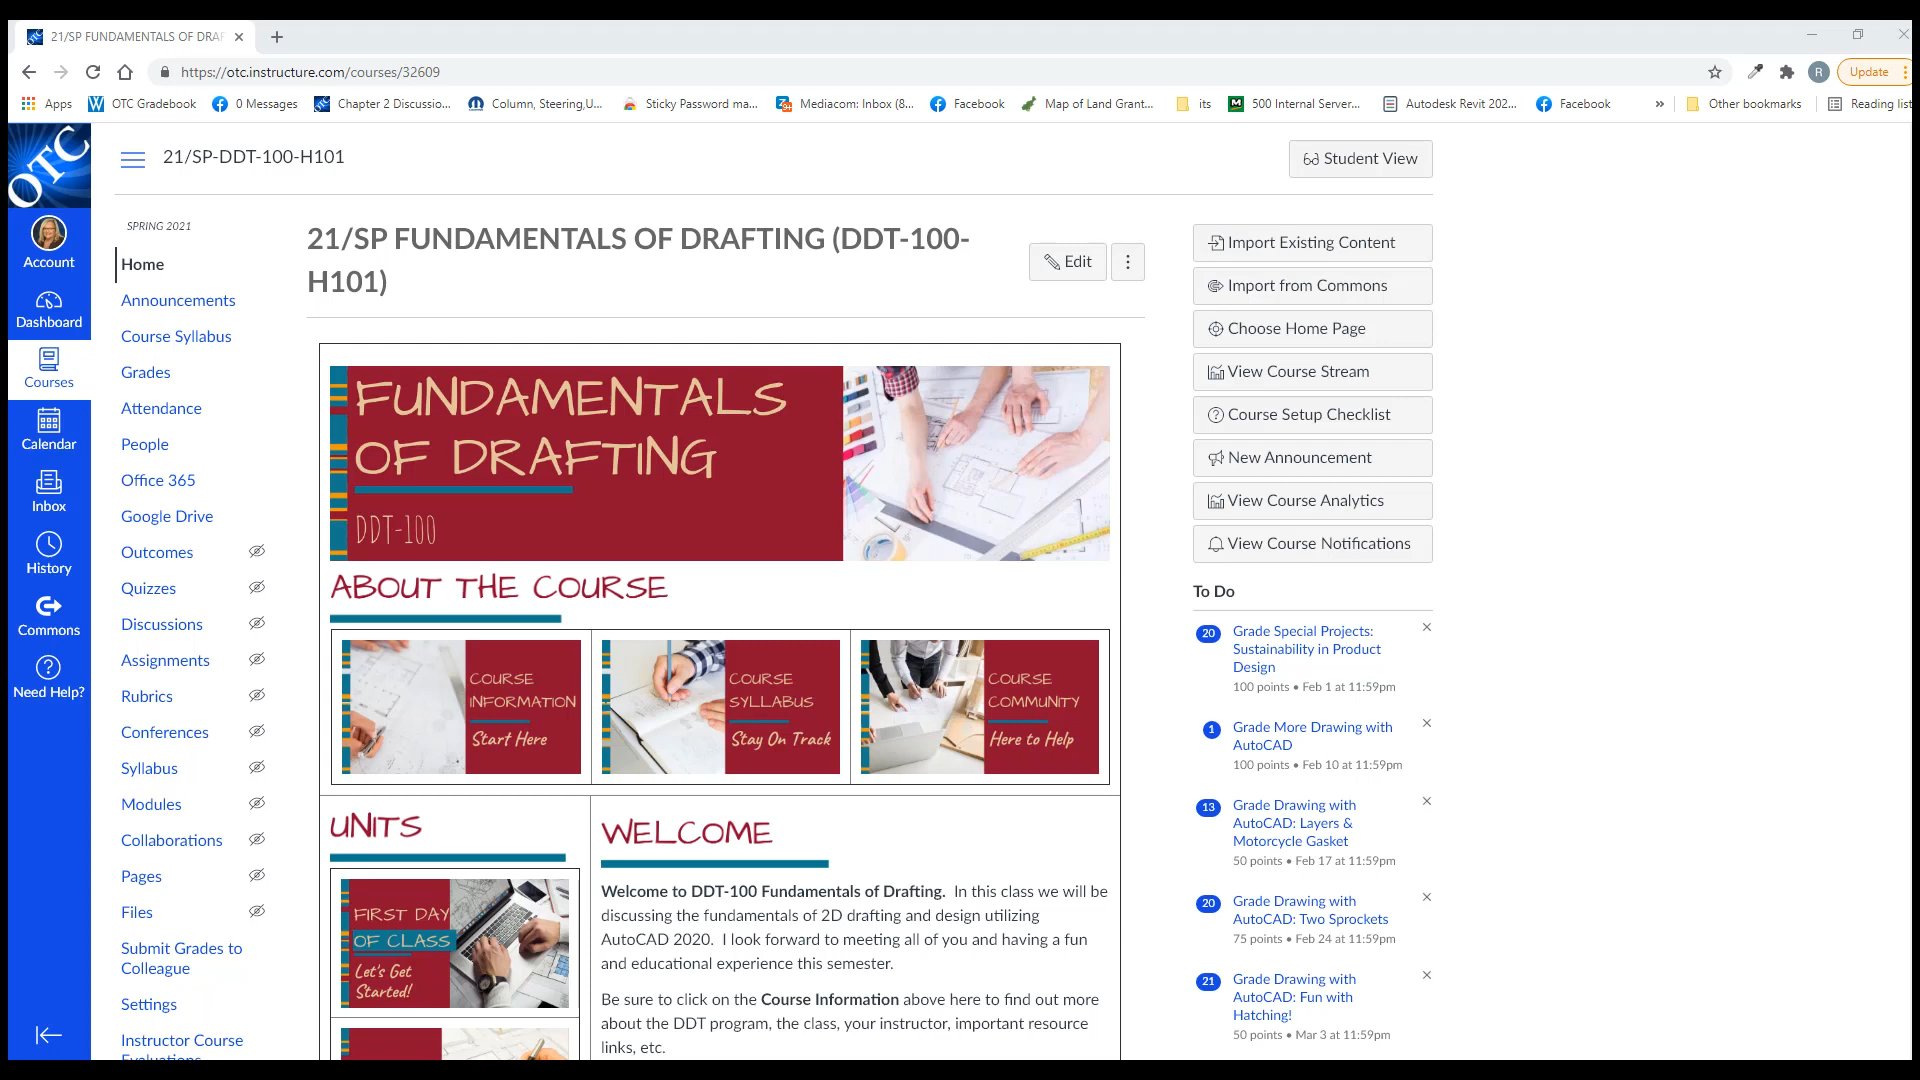 21/SP FUNDAMENTALS OF DRAF
https://otc.instructure.com/courses/32609
R
Update
Apps
OTC Gradebook
0 Messages
Chapter 2 Discussio...
Column, Steering,U...
Sticky Password ma...
Mediacom: Inbox (8...
Facebook
Map of Land Grant...
its
500 Internal Server...
Autodesk Revit 202...
Facebook
»
Other bookmarks
Reading list
OTC
Account
Dashboard
Courses
Calendar
Inbox
History
Commons
Need Help?
21/SP-DDT-100-H101
Student View
SPRING 2021
Home
Announcements
Course Syllabus
Grades
Attendance
People
Office 365
Google Drive
Outcomes
Quizzes
Discussions
Assignments
Rubrics
Conferences
Syllabus
Modules
Collaborations
Pages
Files
Submit Grades to
Colleague
Settings
Instructor Course
Evaluations
21/SP FUNDAMENTALS OF DRAFTING (DDT-100-
H101)
Edit
FUNDAMENTALS
OF DRAFTING
DDT-100
ABOUT THE COURSE
COURSE
INFORMATION
Start Here
COURSE
SYLLABUS
Stay On Track
COURSE
COMMUNITY
Here to Help
UNITS
FIRST DAY
OF CLASS
Let's Get
Started!
WELCOME
Welcome to DDT-100 Fundamentals of Drafting.  In this class we will be
discussing the fundamentals of 2D drafting and design utilizing
AutoCAD 2020.  I look forward to meeting all of you and having a fun
and educational experience this semester.
Be sure to click on the Course Information above here to find out more
about the DDT program, the class, your instructor, important resource
links, etc.
Import Existing Content
Import from Commons
Choose Home Page
View Course Stream
Course Setup Checklist
New Announcement
View Course Analytics
View Course Notifications
To Do
20
Grade Special Projects:
Sustainability in Product
Design
100 points • Feb 1 at 11:59pm
1
Grade More Drawing with
AutoCAD
100 points • Feb 10 at 11:59pm
13
Grade Drawing with
AutoCAD: Layers &
Motorcycle Gasket
50 points • Feb 17 at 11:59pm
20
Grade Drawing with
AutoCAD: Two Sprockets
75 points • Feb 24 at 11:59pm
21
Grade Drawing with
AutoCAD: Fun with
Hatching!
50 points • Mar 3 at 11:59pm